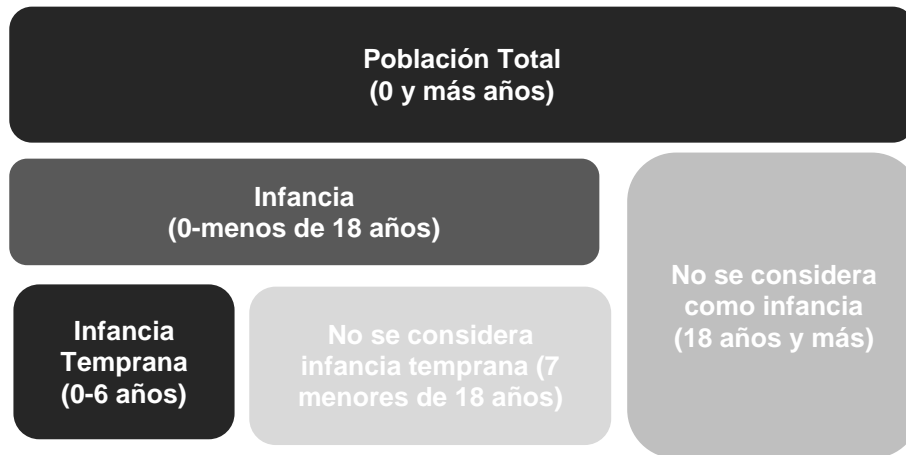 Población Total
(0 y más años)
Infancia
(0-menos de 18 años)
No se considera
como infancia
(18 años y más)
Infancia
Temprana
(0-6 años)
No se considera
infancia temprana (7
menores de 18 años)